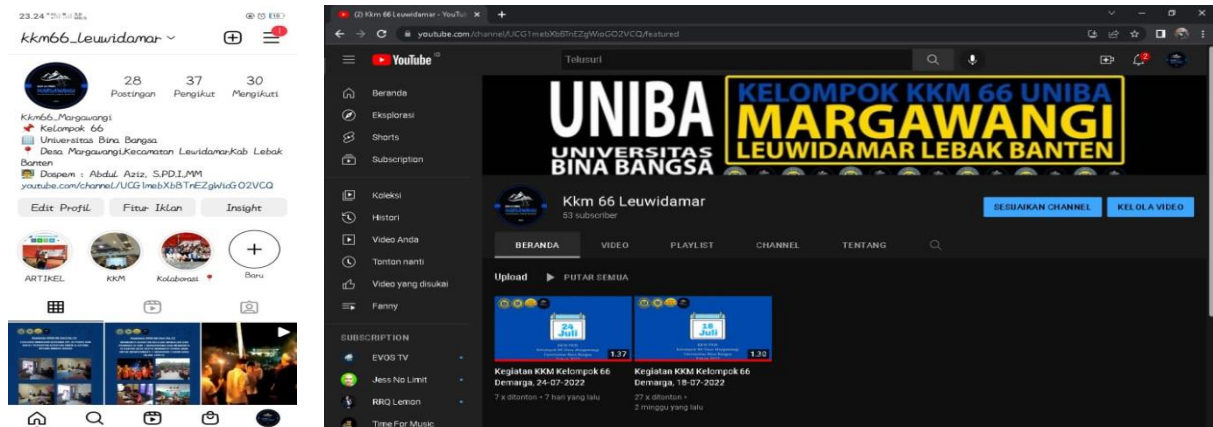 23.24
kkm66_leuwidamar
28 37 30
Postingan Pengikut Mengikuti
Kkm66_Margawangi
Kelompok 66
Universitas Bina Bangsa
Desa Margawangi,Kecamatan Lewidamar,Kab Lebak
Banten
Dospem : Abdul Aziz, S.PD.I.,MM
youtube.com/channel/UCG1mebXbBTnEZgWioGO2VCQ
Edit Profil Fitur Iklan Insight
ARTIKEL KKM Kolaborasi Baru
(2) Kkm 66 Leuwidamar - YouTub
youtube.com/channel/UCG1mebXbBTnEZgWioGO2VCQ/featured
YouTube ID
Telusuri
2
Beranda
Eksplorasi
Shorts
Subscription
Koleksi
Histori
Video Anda
Tonton nanti
Video yang disukai
Fanny
SUBSCRIPTION
EVOS TV
Jess No Limit
RRQ Lemon
Time For Music
UNIBA
UNIVERSITAS
BINA BANGSA
KELOMPOK KKM 66 UNIBA
MARGAWANGI
LEUWIDAMAR LEBAK BANTEN
Kkm 66 Leuwidamar
53 subscriber
SESUAIKAN CHANNEL KELOLA VIDEO
BERANDA VIDEO PLAYLIST CHANNEL TENTANG
Upload PUTAR SEMUA
24
Juli
1.37
18
Juli
1.30
Kegiatan KKM Kelompok 66
Demarga, 24-07-2022
7 x ditonton • 7 hari yang lalu
Kegiatan KKM Kelompok 66
Demarga, 18-07-2022
27 x ditonton •
2 minggu yang lalu